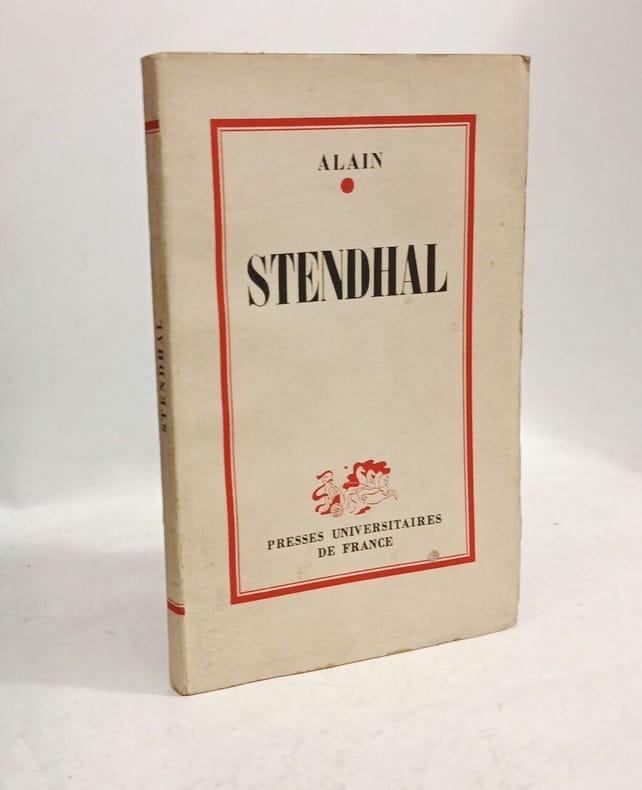 ALAIN
STENDHAL
PRESSES UNIVERSITAIRES
DE FRANCE
STENDHAL